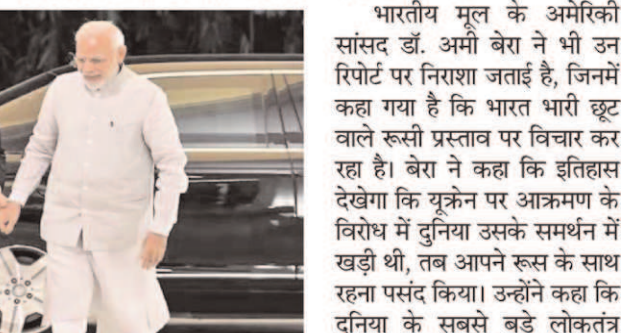 भारतीय मूल के अमेरिकी
सांसद डॉ. अमी बेरा ने भी उन
रिपोर्ट पर निराशा जताई है, जिनमें
कहा गया है कि भारत भारी छूट
वाले रूसी प्रस्ताव पर विचार कर
रहा है। बेरा ने कहा कि इतिहास
देखेगा कि यूक्रेन पर आक्रमण के
विरोध में दुनिया उसके समर्थन में
खड़ी थी, तब आपने रूस के साथ
रहना पसंद किया। उन्होंने कहा कि
दुनिया के सबसे बड़े लोकतंत्र